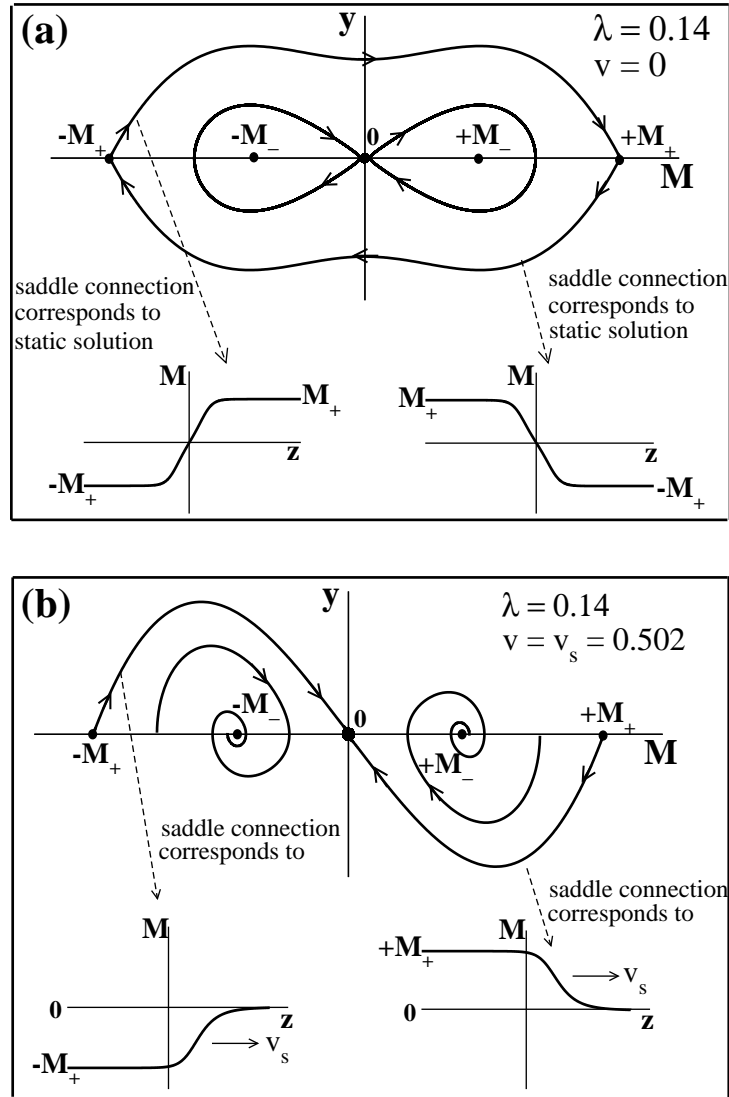 (a)
y
λ = 0.14
v = 0
-M₊
-M₋
0
+M₋
+M₊
M
saddle connection
corresponds to
static solution
saddle connection
corresponds to
static solution
M
M₊
z
-M₊
M
M₊
z
-M₊
(b)
y
λ = 0.14
v = vₛ = 0.502
-M₋
0
+M₊
-M₊
+M₋
M
saddle connection
corresponds to
saddle connection
corresponds to
M
0
z
vₛ
-M₊
M
+M₊
vₛ
0
z